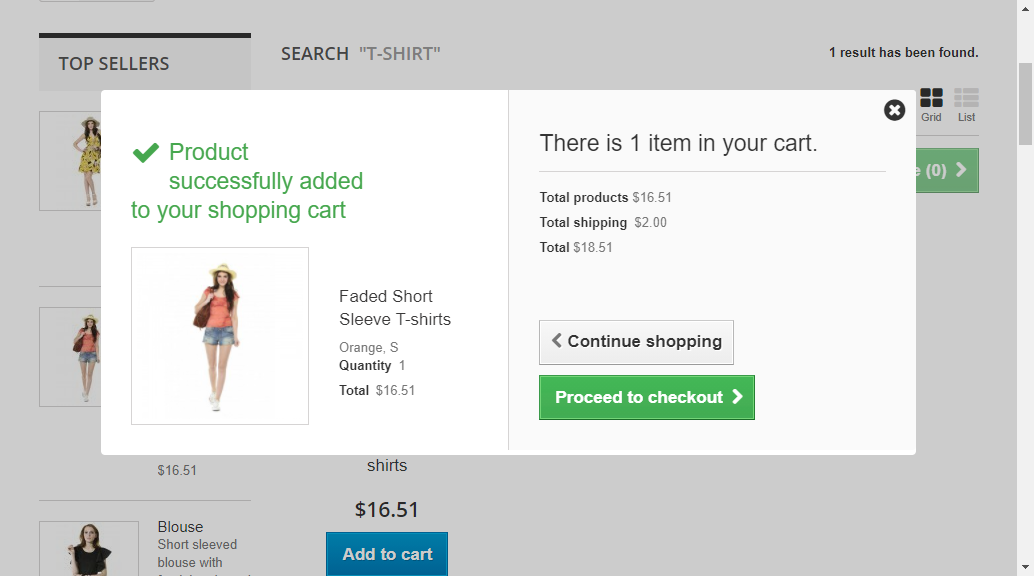 TOP SELLERS
SEARCH "T-SHIRT"
1 result has been found.
Grid
List
e (0)
Product
successfully added
to your shopping cart
Faded Short
Sleeve T-shirts
Orange, S
Quantity 1
Total $16.51
There is 1 item in your cart.
Total products $16.51
Total shipping $2.00
Total $18.51
Continue shopping
Proceed to checkout
$16.51
Blouse
Short sleeved
blouse with
shirts
$16.51
Add to cart